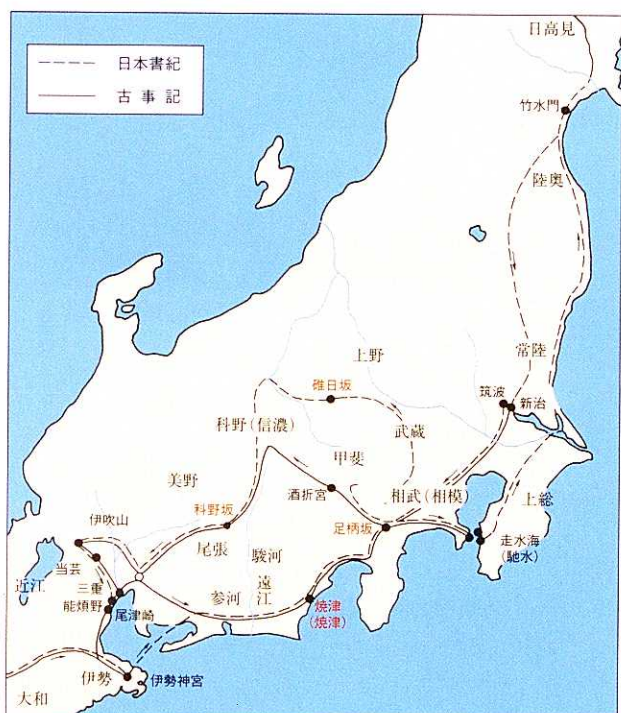 日本書紀
古事記
日高見
竹水門
陸奥
常陸
上野
碓日坂
筑波
新治
科野(信濃)
武蔵
甲斐
美野
酒折宮
相武(相模)
上総
科野坂
足柄坂
伊吹山
尾張
駿河
走水海
(馳水)
当芸
遠江
近江
三重
参河
焼津
(焼津)
能煩野
尾津崎
伊勢
伊勢神宮
大和